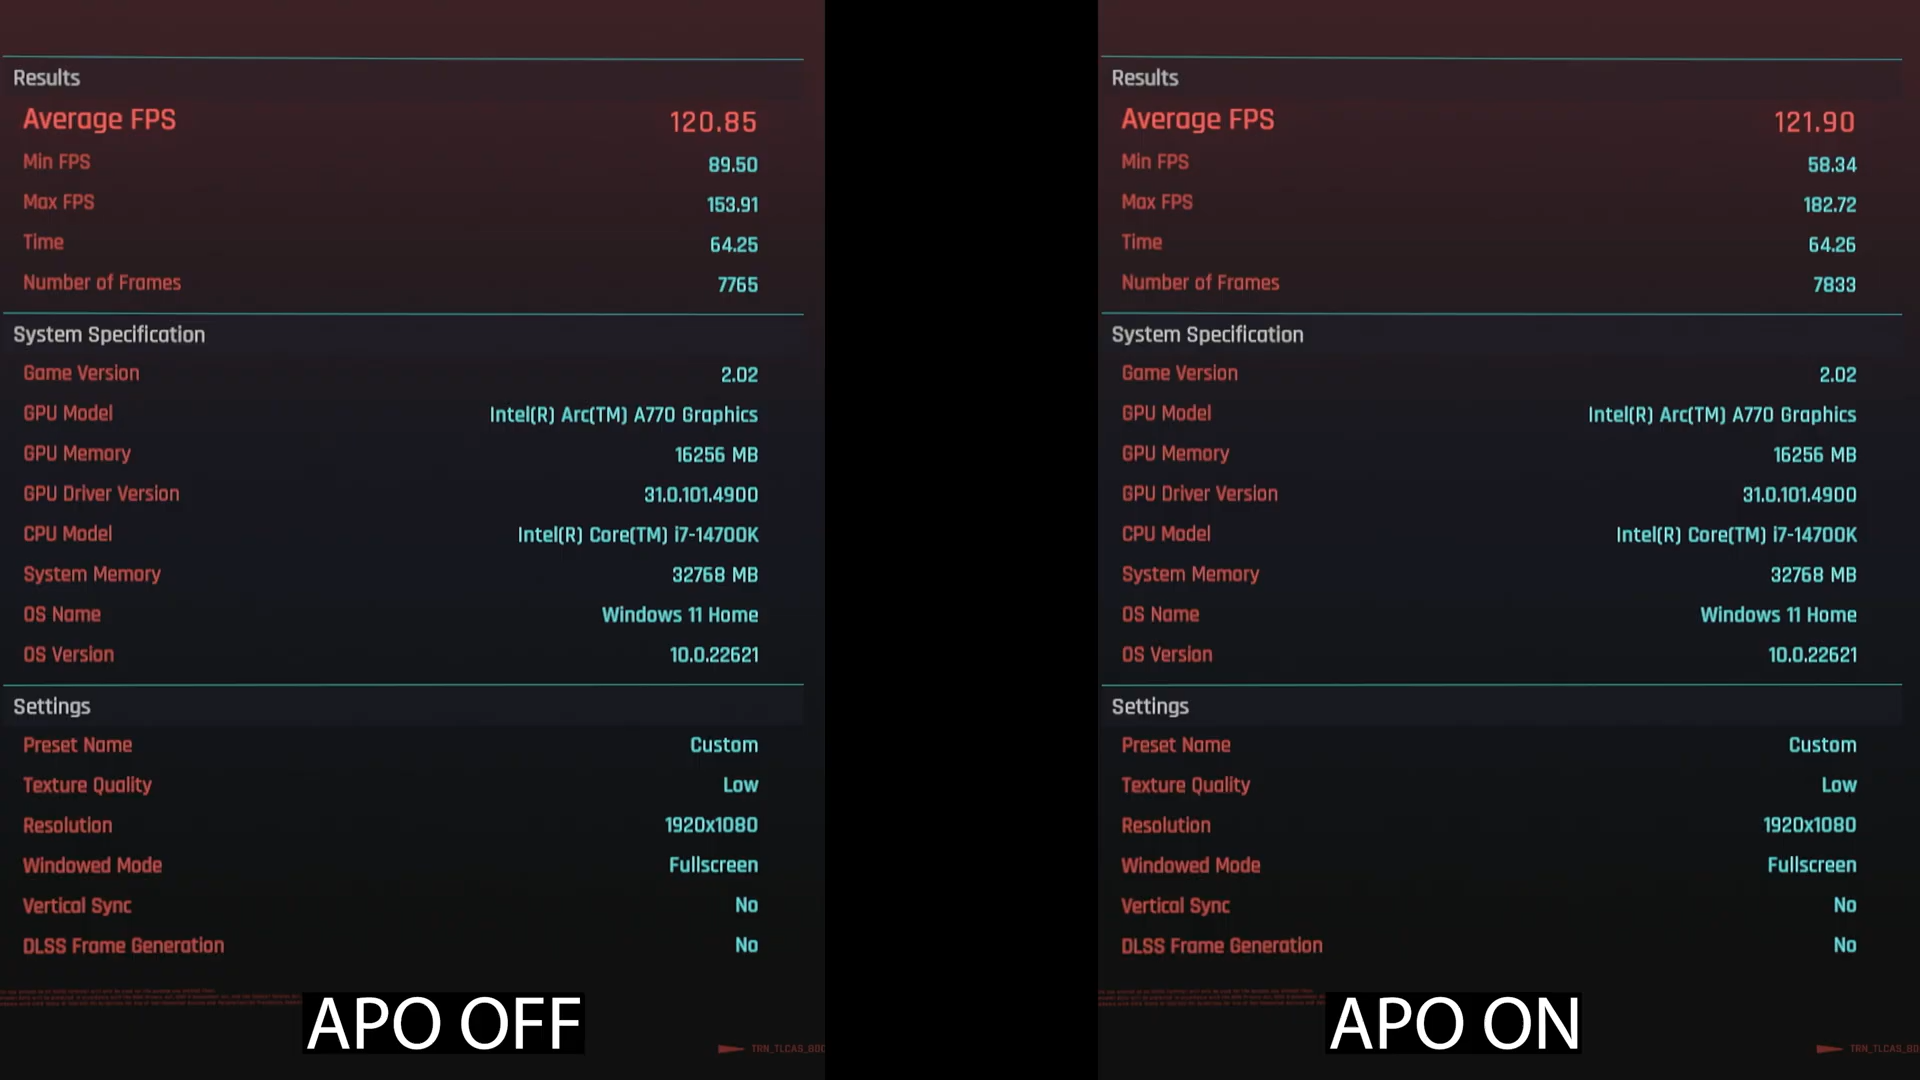 Results
Average FPS 120.85
Min FPS 89.50
Max FPS 153.91
Time 64.25
Number of Frames 7765
System Specification
Game Version 2.02
GPU Model Intel(R) Arc(TM) A770 Graphics
GPU Memory 16256 MB
GPU Driver Version 31.0.101.4900
CPU Model Intel(R) Core(TM) i7-14700K
System Memory 32768 MB
OS Name Windows 11 Home
OS Version 10.0.22621
Settings
Preset Name Custom
Texture Quality Low
Resolution 1920x1080
Windowed Mode Fullscreen
Vertical Sync No
DLSS Frame Generation No
APO OFF
Results
Average FPS 121.90
Min FPS 58.34
Max FPS 182.72
Time 64.26
Number of Frames 7833
System Specification
Game Version 2.02
GPU Model Intel(R) Arc(TM) A770 Graphics
GPU Memory 16256 MB
GPU Driver Version 31.0.101.4900
CPU Model Intel(R) Core(TM) i7-14700K
System Memory 32768 MB
OS Name Windows 11 Home
OS Version 10.0.22621
Settings
Preset Name Custom
Texture Quality Low
Resolution 1920x1080
Windowed Mode Fullscreen
Vertical Sync No
DLSS Frame Generation No
APO ON